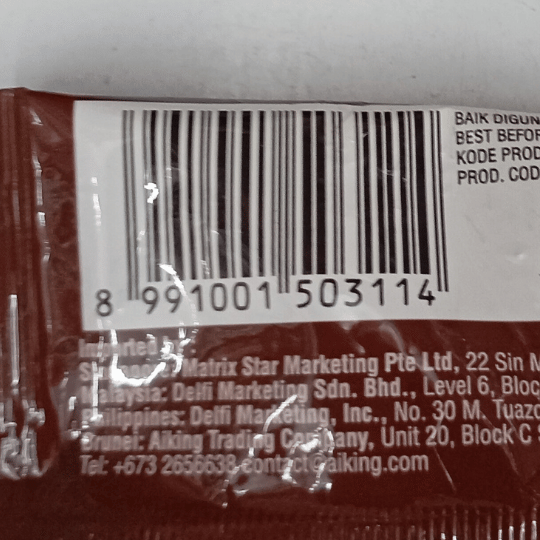 BAIK DIGUN
BEST BEFOR
KODE PROD
PROD. COD
8 991001 503114
Imported by:
Matrix Star Marketing Pte Ltd, 22 Sin M
Malaysia: Delfi Marketing Sdn. Bhd., Level 6, Bloc
Philippines: Delfi Marketing, Inc., No. 30 M. Tuazo
Brunei: Aiking Trading Company, Unit 20, Block C
Tel: +673 2656638 contact@aiking.com